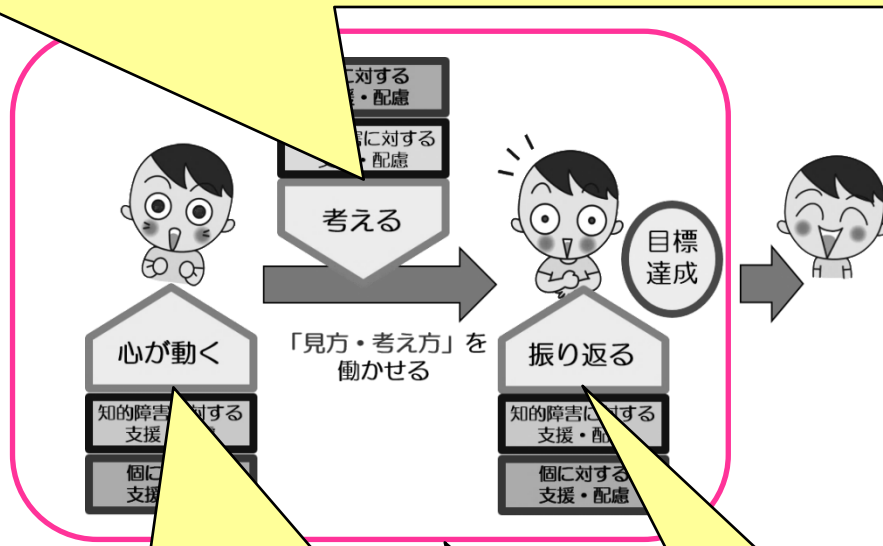 に対する
・配慮
に対する
・配慮
考える
目標
達成
心が動く
「見方・考え方」を
働かせる
振り返る
知的障害 対する
支援
個に
支援
知的障害に対する
支援・配
個に対する
支援・配慮